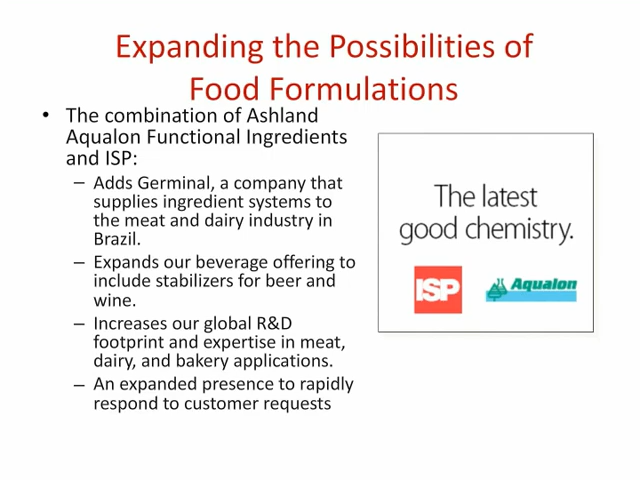 Expanding the Possibilities of
Food Formulations
• The combination of Ashland
Aqualon Functional Ingredients
and ISP:
– Adds Germinal, a company that
supplies ingredient systems to
the meat and dairy industry in
Brazil.
– Expands our beverage offering to
include stabilizers for beer and
wine.
– Increases our global R&D
footprint and expertise in meat,
dairy, and bakery applications.
– An expanded presence to rapidly
respond to customer requests
The latest
good chemistry.
ISP
Aqualon